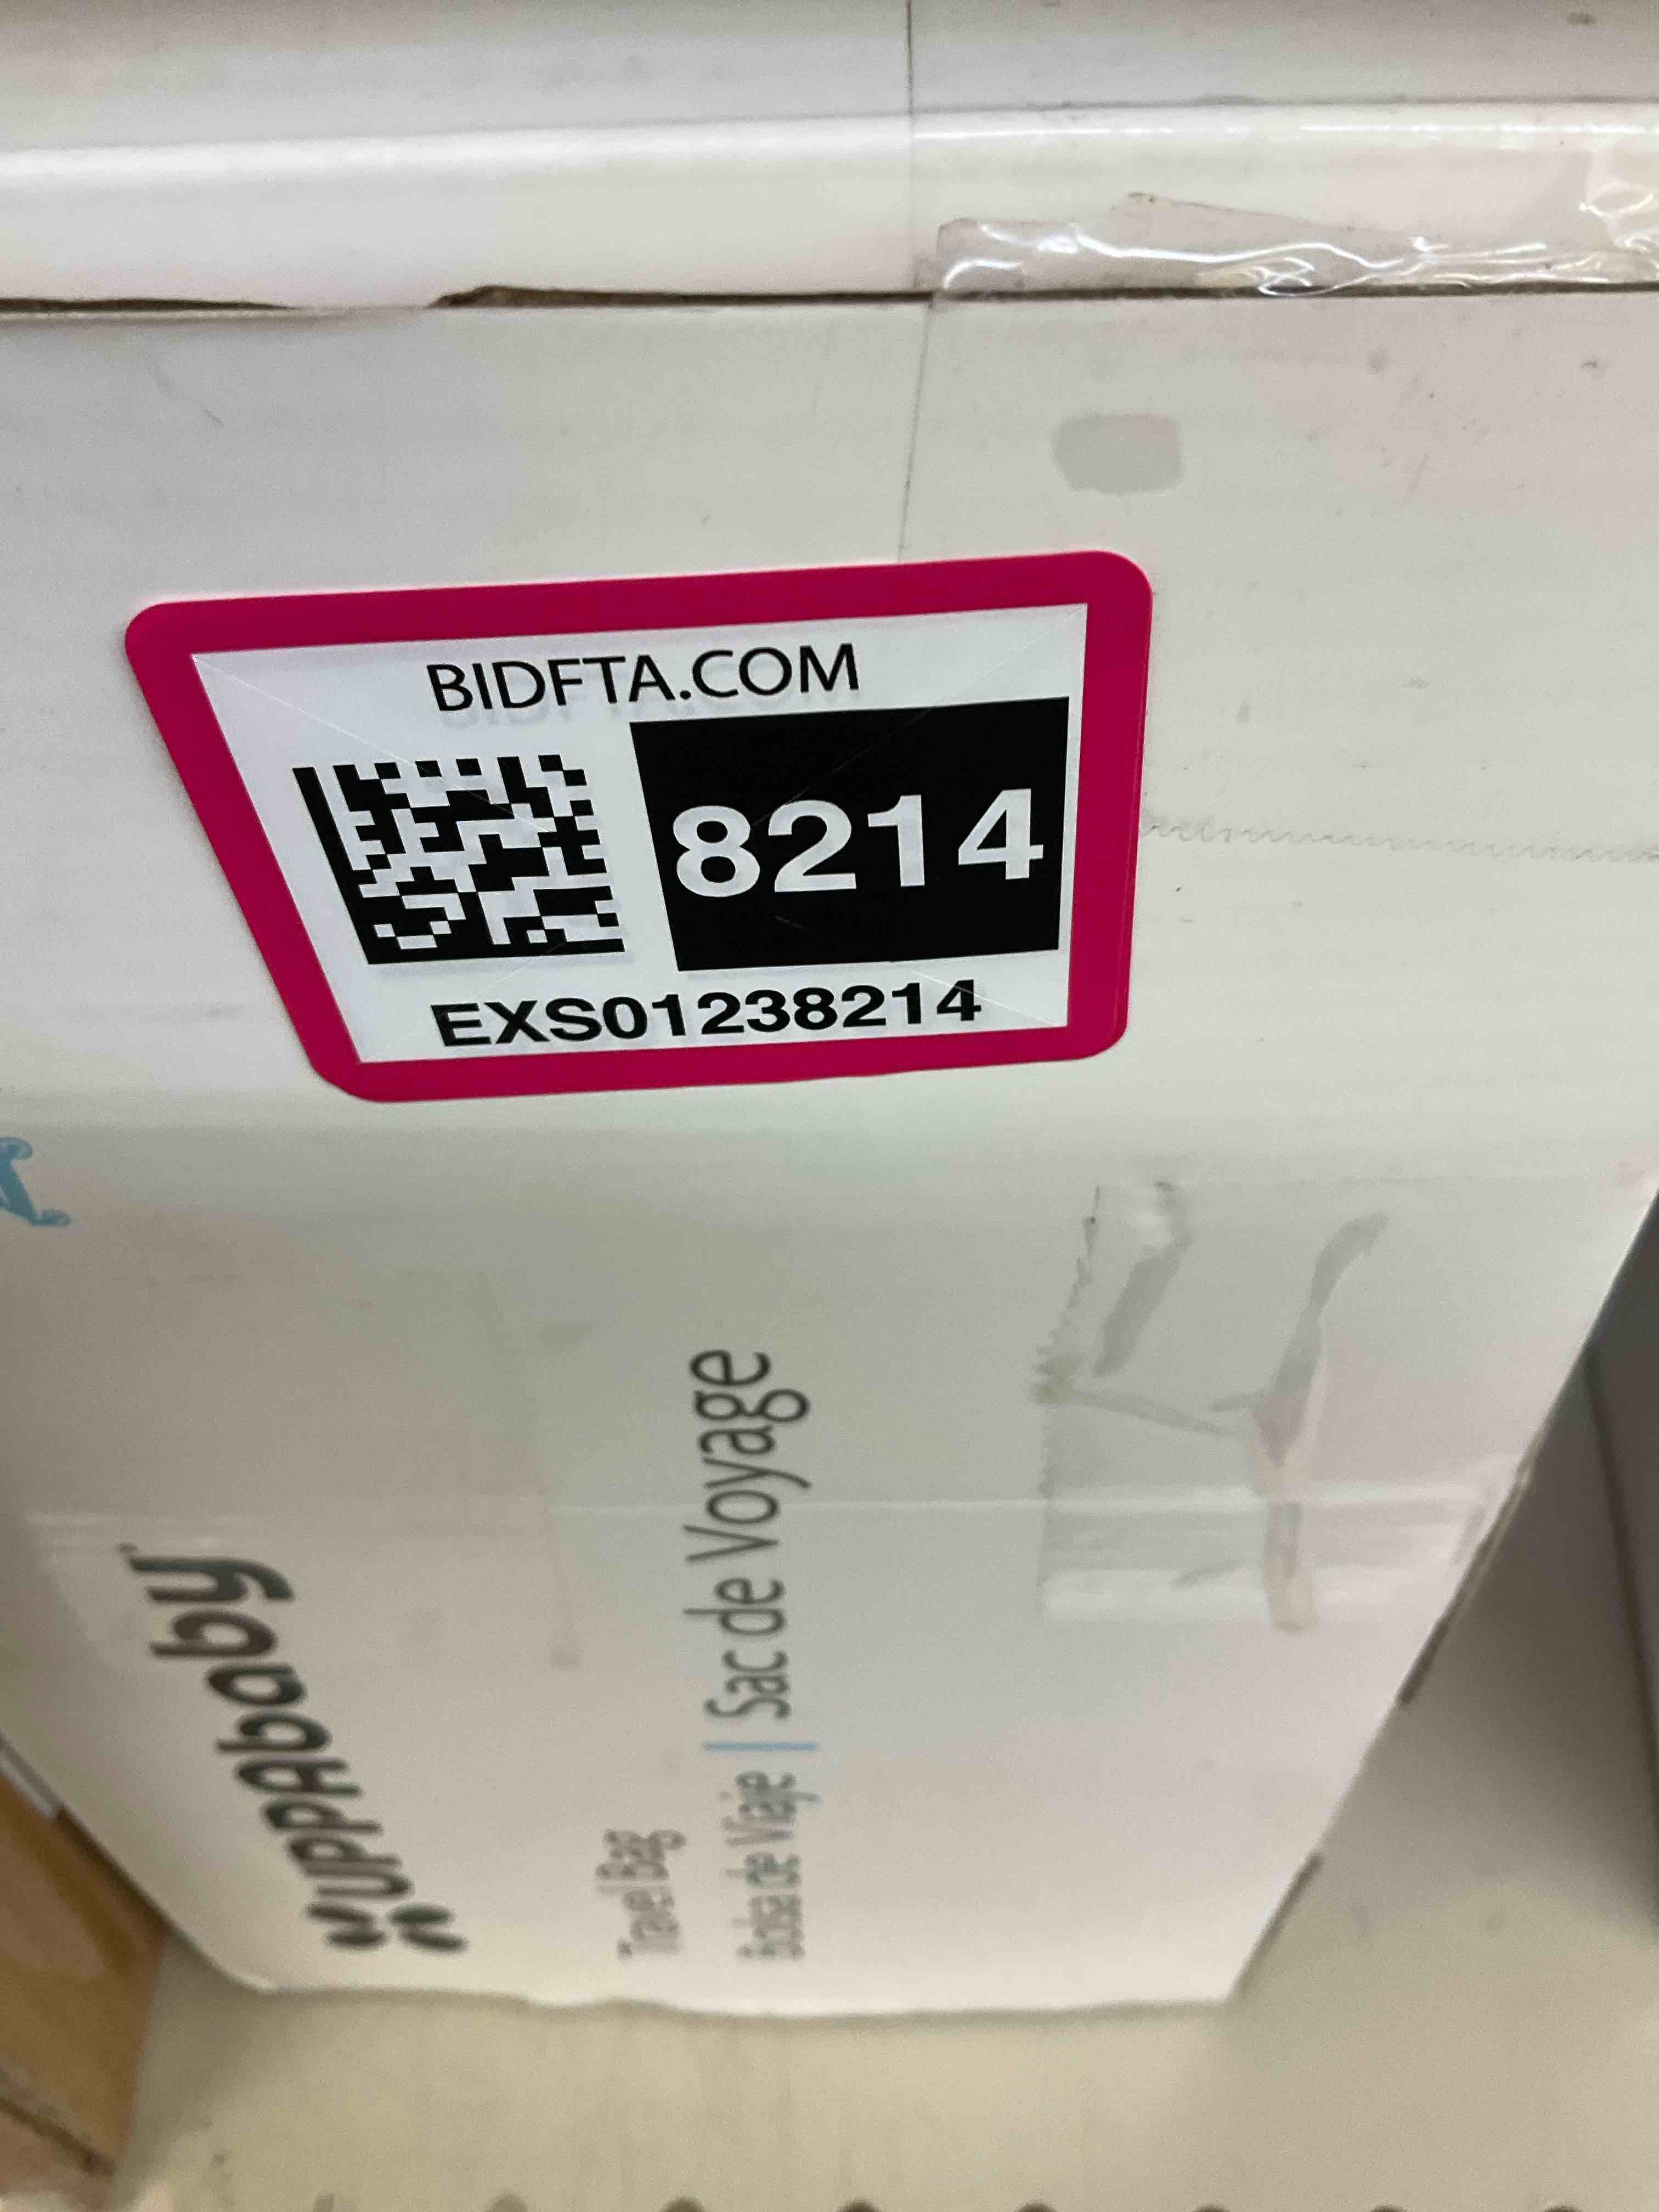 BIDFTA.COM
8214
EXS01238214
UPPAbaby
Travel Bag
Bolsa de Viaje | Sac de Voyage